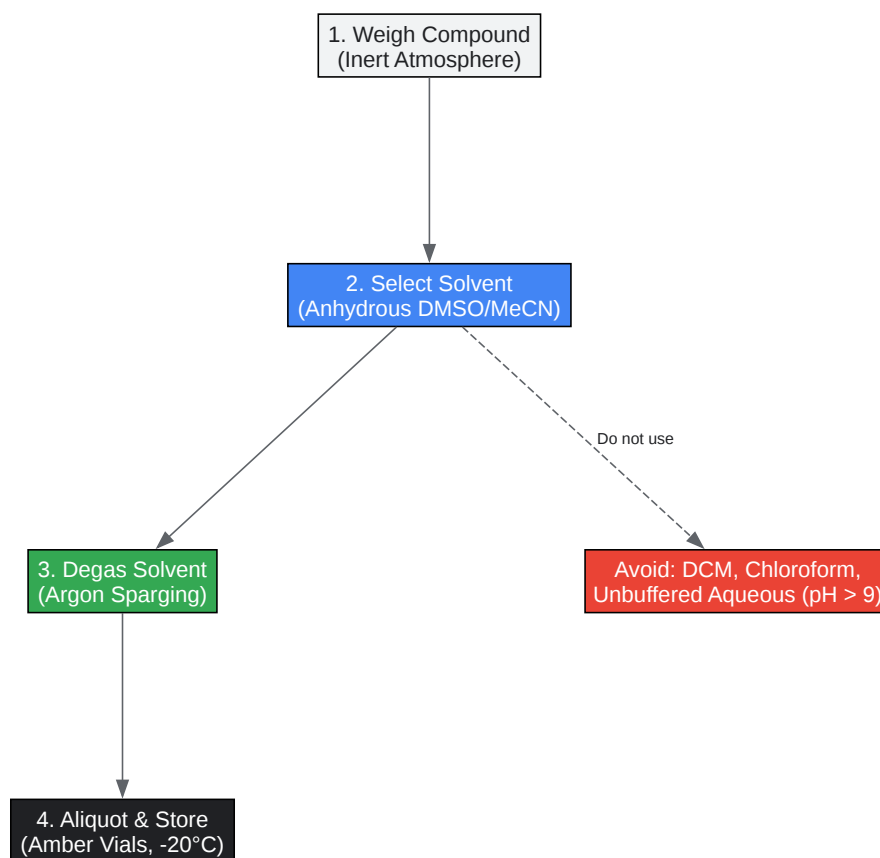 1. Weigh Compound
(Inert Atmosphere)
2. Select Solvent
(Anhydrous DMSO/MeCN)
Do not use
3. Degas Solvent
(Argon Sparging)
Avoid: DCM, Chloroform,
Unbuffered Aqueous (pH > 9)
4. Aliquot & Store
(Amber Vials, -20°C)